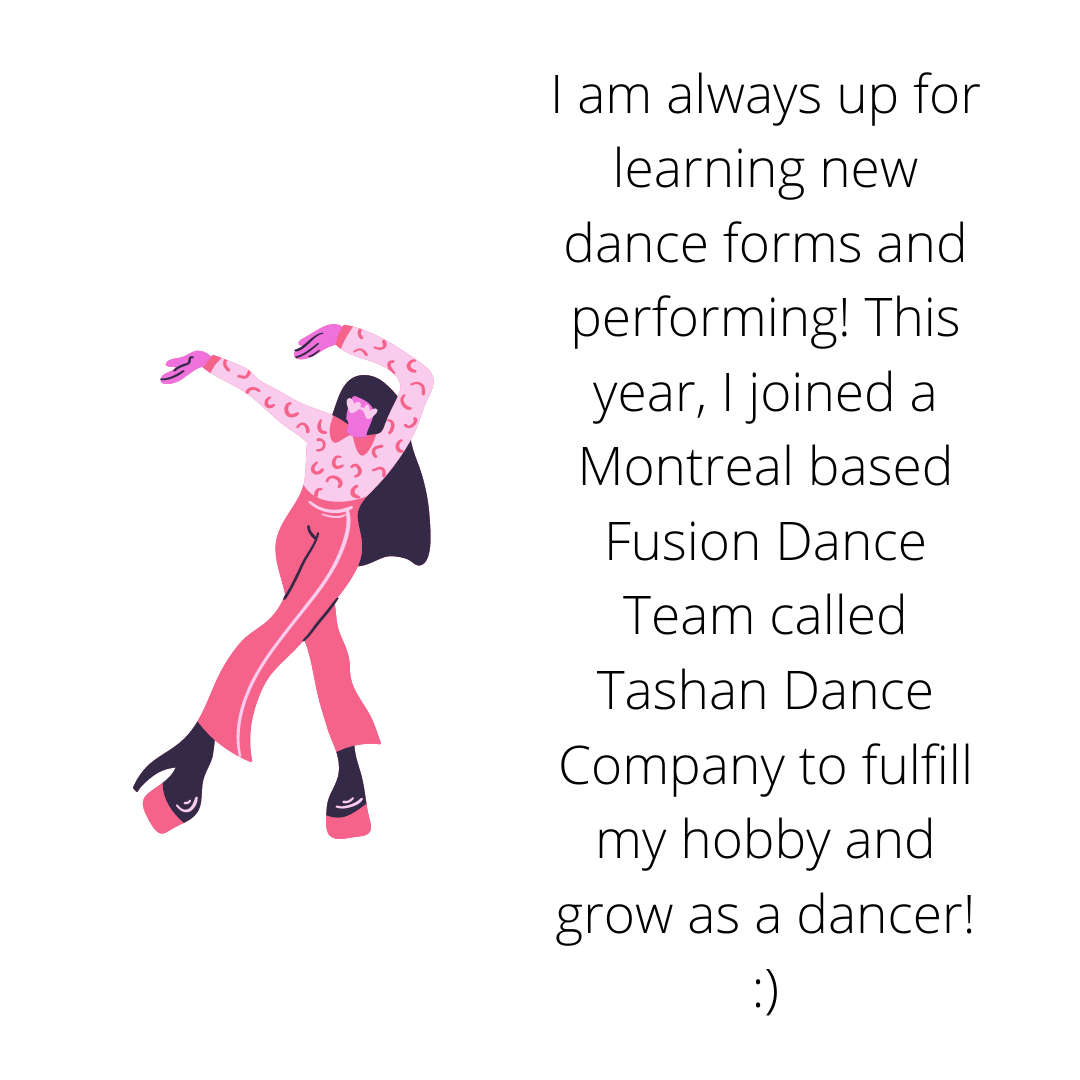 I am always up for
learning new
dance forms and
performing! This
year, I joined a
Montreal based
Fusion Dance
Team called
Tashan Dance
Company to fulfill
my hobby and
grow as a dancer!
:)